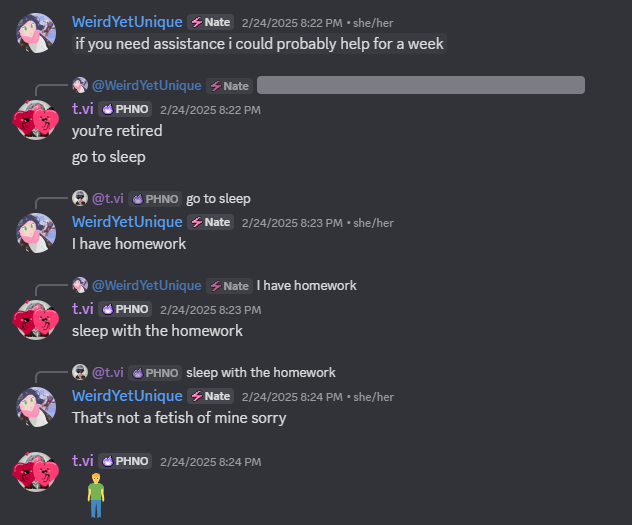 WeirdYetUnique Nate 2/24/2025 8:22 PM • she/her
if you need assistance i could probably help for a week
@WeirdYetUnique Nate
t.vi PHNO 2/24/2025 8:22 PM
you're retired
go to sleep
@t.vi PHNO go to sleep
WeirdYetUnique Nate 2/24/2025 8:23 PM • she/her
I have homework
@WeirdYetUnique Nate I have homework
t.vi PHNO 2/24/2025 8:23 PM
sleep with the homework
@t.vi PHNO sleep with the homework
WeirdYetUnique Nate 2/24/2025 8:24 PM • she/her
That's not a fetish of mine sorry
t.vi PHNO 2/24/2025 8:24 PM